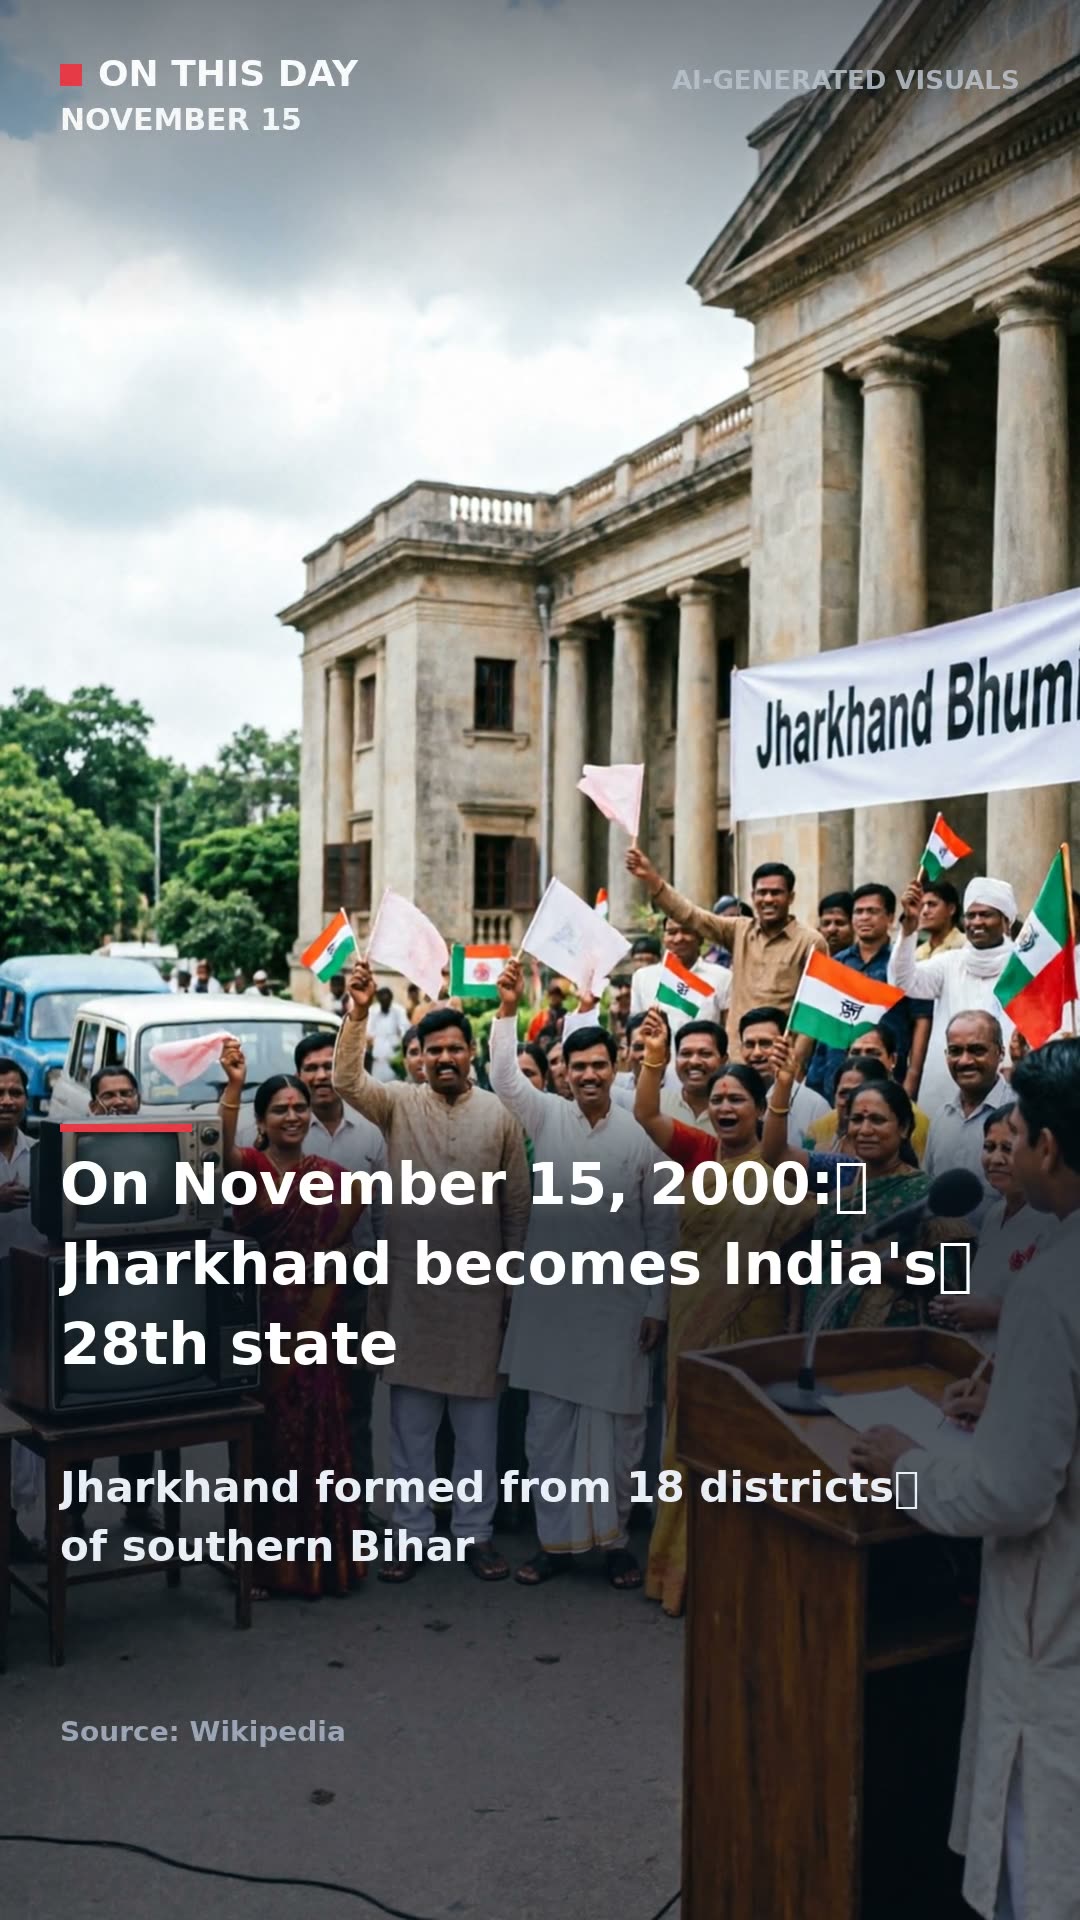 ON THIS DAY
NOVEMBER 15
AI-GENERATED VISUALS
Jharkhand Bhumi
On November 15, 2000:
Jharkhand becomes India's
28th state
Jharkhand formed from 18 districts
of southern Bihar
Source: Wikipedia